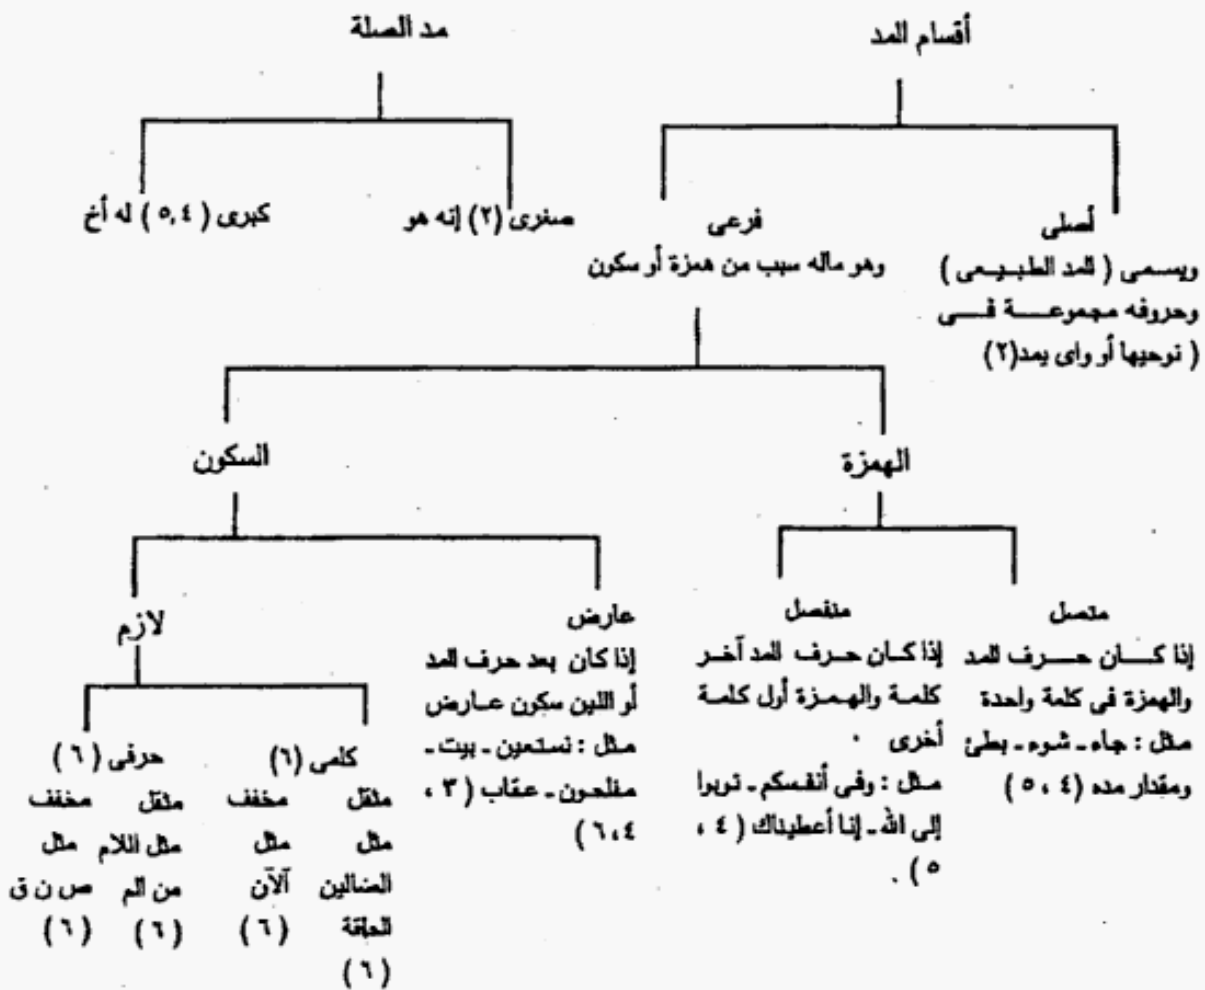 أقسام المد
مد الصلة
أصلى
ويسمى ( المد الطبيعى )
وحروفه مجموعة فى
( نوحيها أو واى يمد(٢)
فرعى
وهو ماله سبب من همزة أو سكون
صغرى (٢) إنه هو
كبرى ( ٥,٤ ) له أخ
الهمزة
السكون
متصل
إذا كان حرف المد
والهمزة فى كلمة واحدة
مثل : جاء ـ شوء ـ بطئ
ومقدار مده ( ٤ ، ٥ )
منفصل
إذا كان حرف المد آخر
كلمة والهمزة أول كلمة
أخرى .
مثل : وفى أنفسكم ـ توبوا
إلى الله ـ إنا أعطيناك ( ٤ ،
٥ ) .
عارض
إذا كان بعد حرف المد
أو اللين سكون عارض
مثل : نستعين ـ بيت ـ
مفلحون ـ عقاب ( ٣ ،
٦،٤ )
لازم
كلمى (٦)
حرفى ( ٦ )
مثقل
مثل
الضالين
الحاقة
( ٦ )
مخفف
مثل
آلآن
( ٦ )
مثقل
مثل اللام
من الم
( ٦ )
مخفف
مثل
ص ن ق
( ٦ )